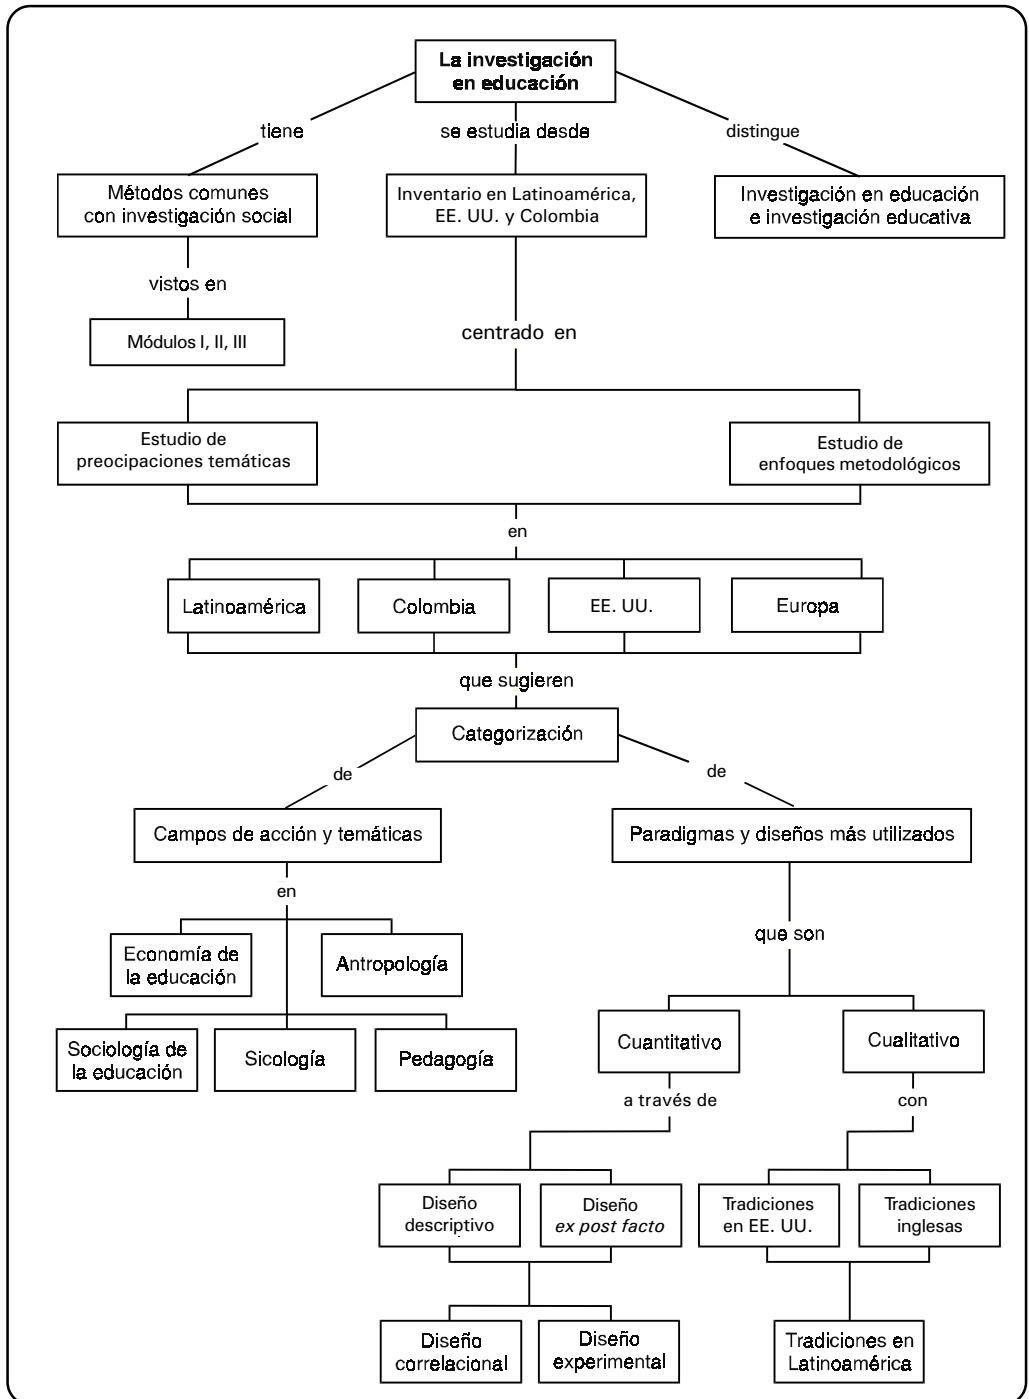 La investigación
en educación
tiene
se estudia desde
distingue
Métodos comunes
con investigación social
Inventario en Latinoamérica,
EE. UU. y Colombia
Investigación en educación
e investigación educativa
vistos en
Módulos I, II, III
centrado en
Estudio de
preocipaciones temáticas
Estudio de
enfoques metodológicos
en
Latinoamérica
Colombia
EE. UU.
Europa
que sugieren
Categorización
de
de
Campos de acción y temáticas
Paradigmas y diseños más utilizados
en
que son
Economía de
la educación
Antropología
Sociología de
la educación
Sicología
Pedagogía
Cuantitativo
Cualitativo
a través de
con
Diseño
descriptivo
Diseño
ex post facto
Tradiciones
en EE. UU.
Tradiciones
inglesas
Diseño
correlacional
Diseño
experimental
Tradiciones en
Latinoamérica